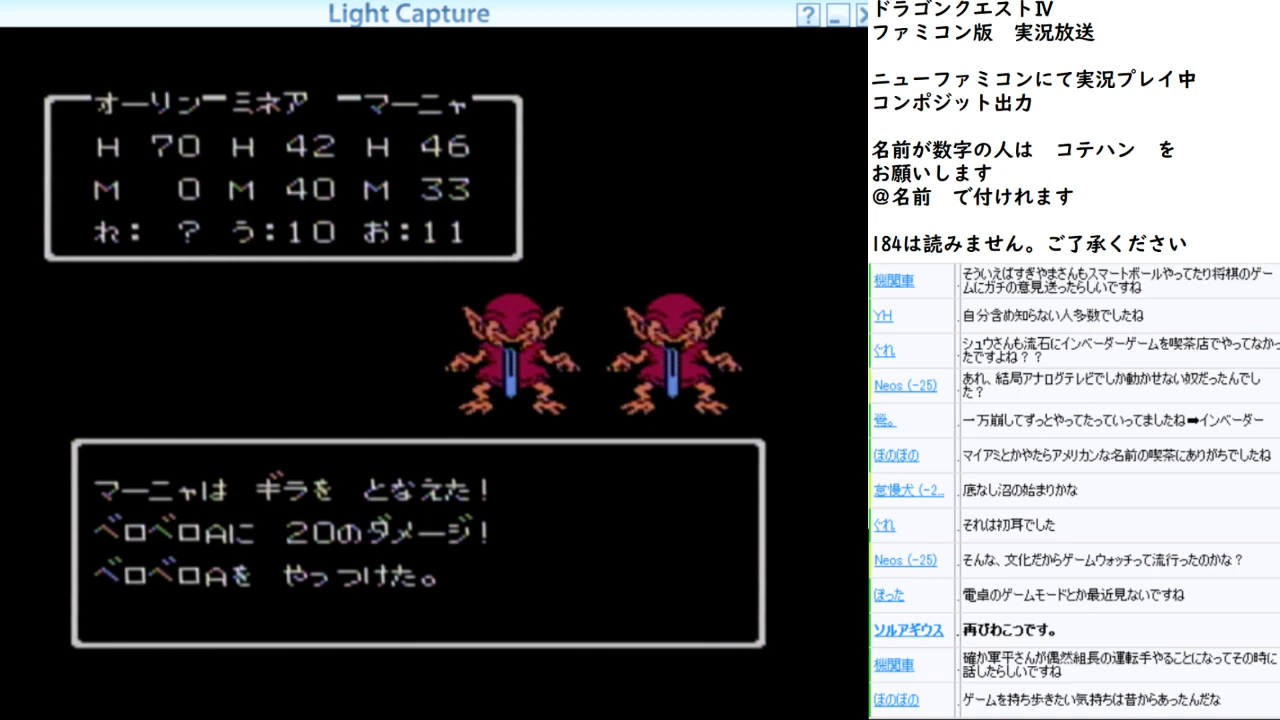 Light Capture
オーリン ミネア マーニャ
H 70 H 42 H 46
M 0 M 40 M 33
れ: ? う:10 お:11
マーニャは ギラを となえた!
ベロベロAに 20のダメージ!
ベロベロAを やっつけた。
ドラゴンクエストⅣ
ファミコン版 実況放送
ニューファミコンにて実況プレイ中
コンポジット出力
名前が数字の人は コテハン を
お願いします
@名前 で付けれます
184は読みません。ご了承ください
機関車 そういえばすぎやまさんもスマートボールやってたり将棋のゲー
ムにガチの意見送ったらしいですね
YH 自分含め知らない人多数でしたね
ぐれ シュウさんも流石にインベーダーゲームを喫茶店でやってなかっ
たですよね??
Neos (-25) あれ、結局アナログテレビでしか動かせない奴だったんでし
た?
鶯。 一万崩してずっとやってたっていってましたね➡インベーダー
ぼのぼの マイアミとかやたらアメリカンな名前の喫茶にありがちでしたね
怠慢犬 (-2... 底なし沼の始まりかな
ぐれ それは初耳でした
Neos (-25) そんな、文化だからゲームウォッチって流行ったのかな?
ぽった 電卓のゲームモードとか最近見ないですね
ソルアギウス 再びわこつです。
機関車 確か軍平さんが偶然組長の運転手やることになってその時に
話したらしいですね
ぼのぼの ゲームを持ち歩きたい気持ちは昔からあったんだな